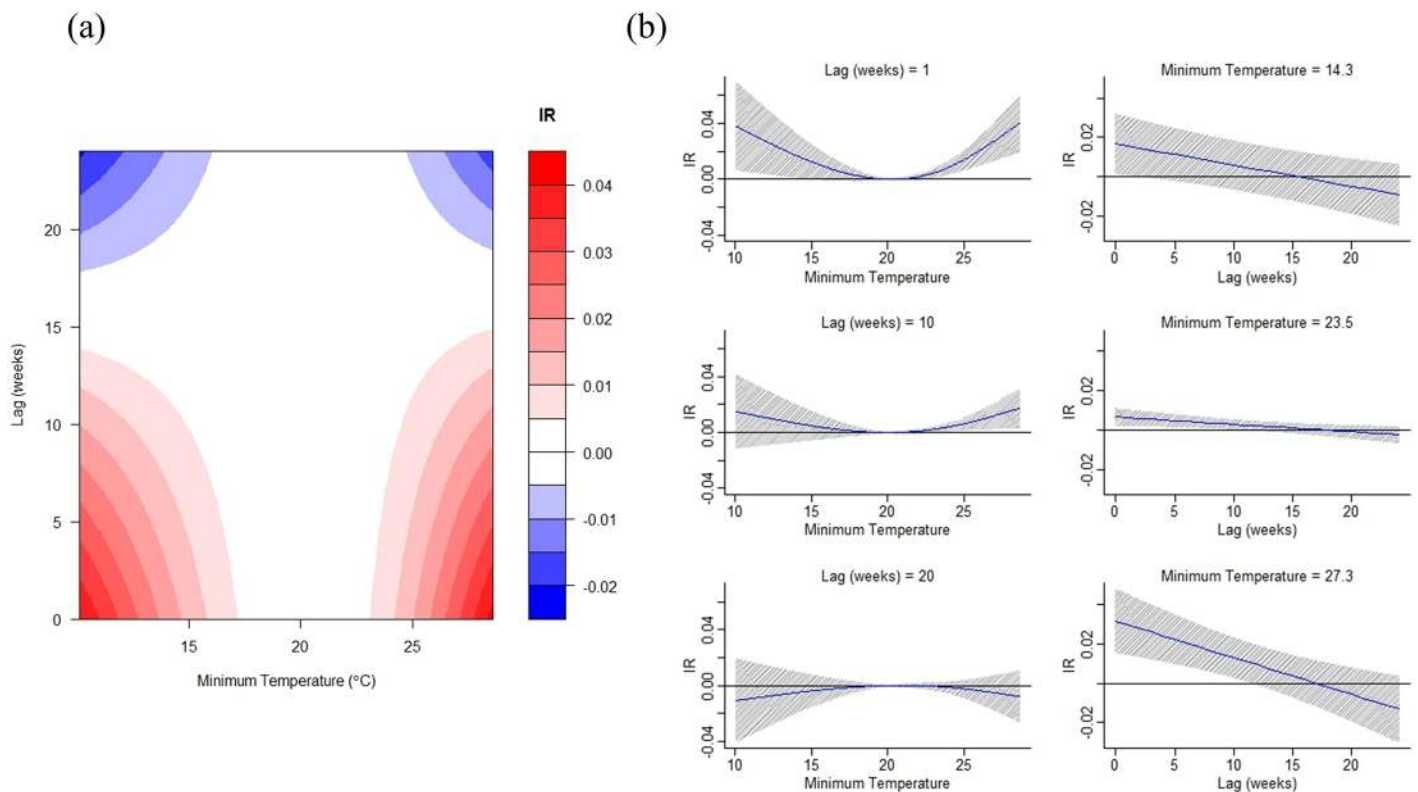 (a)
IR
0.04
0.03
0.02
0.01
0.00
-0.01
-0.02
20
15
10
5
0
Lag (weeks)
15
20
25
Minimum Temperature (°C)
(b)
Lag (weeks) = 1
IR
0.04
0.00
-0.04
10 15 20 25
Minimum Temperature
Minimum Temperature = 14.3
IR
0.02
-0.02
0 5 10 15 20
Lag (weeks)
Lag (weeks) = 10
IR
0.04
0.00
-0.04
10 15 20 25
Minimum Temperature
Minimum Temperature = 23.5
IR
0.02
-0.02
0 5 10 15 20
Lag (weeks)
Lag (weeks) = 20
IR
0.04
0.00
-0.04
10 15 20 25
Minimum Temperature
Minimum Temperature = 27.3
IR
0.02
-0.02
0 5 10 15 20
Lag (weeks)